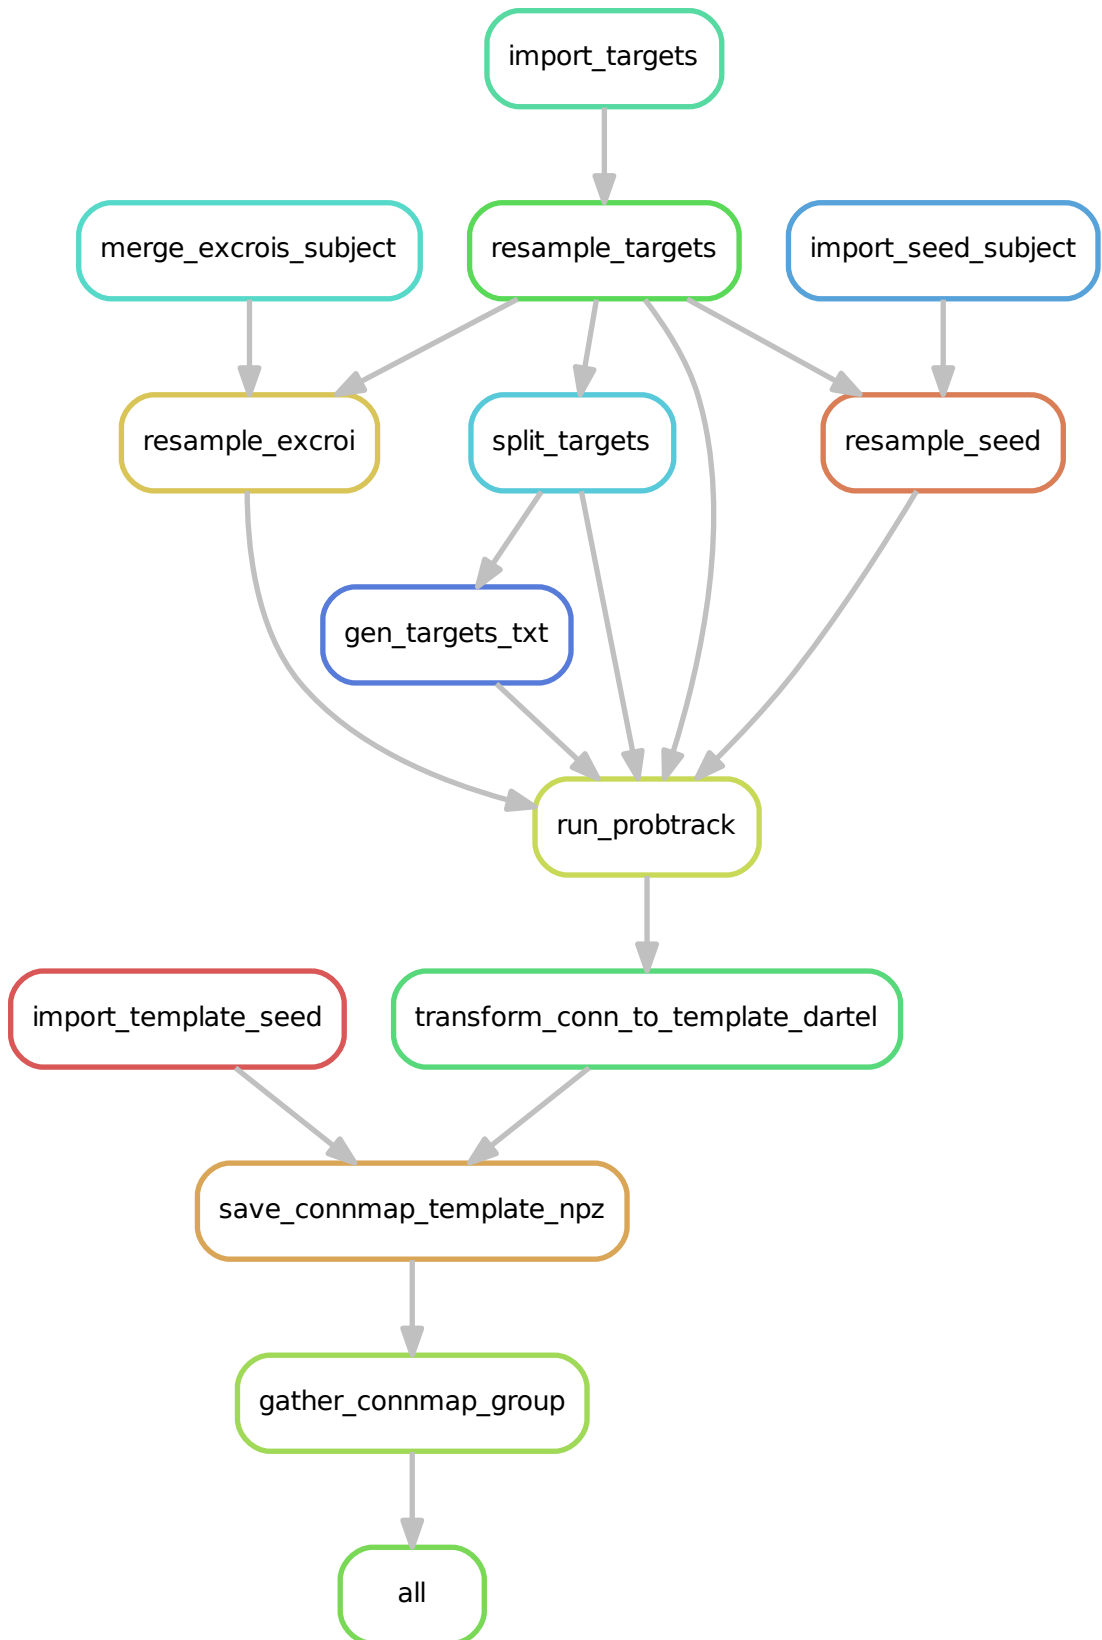 import_targets
merge_excrois_subject
resample_targets
import_seed_subject
resample_excroi
split_targets
resample_seed
gen_targets_txt
run_probtrack
import_template_seed
transform_conn_to_template_dartel
save_connmap_template_npz
gather_connmap_group
all